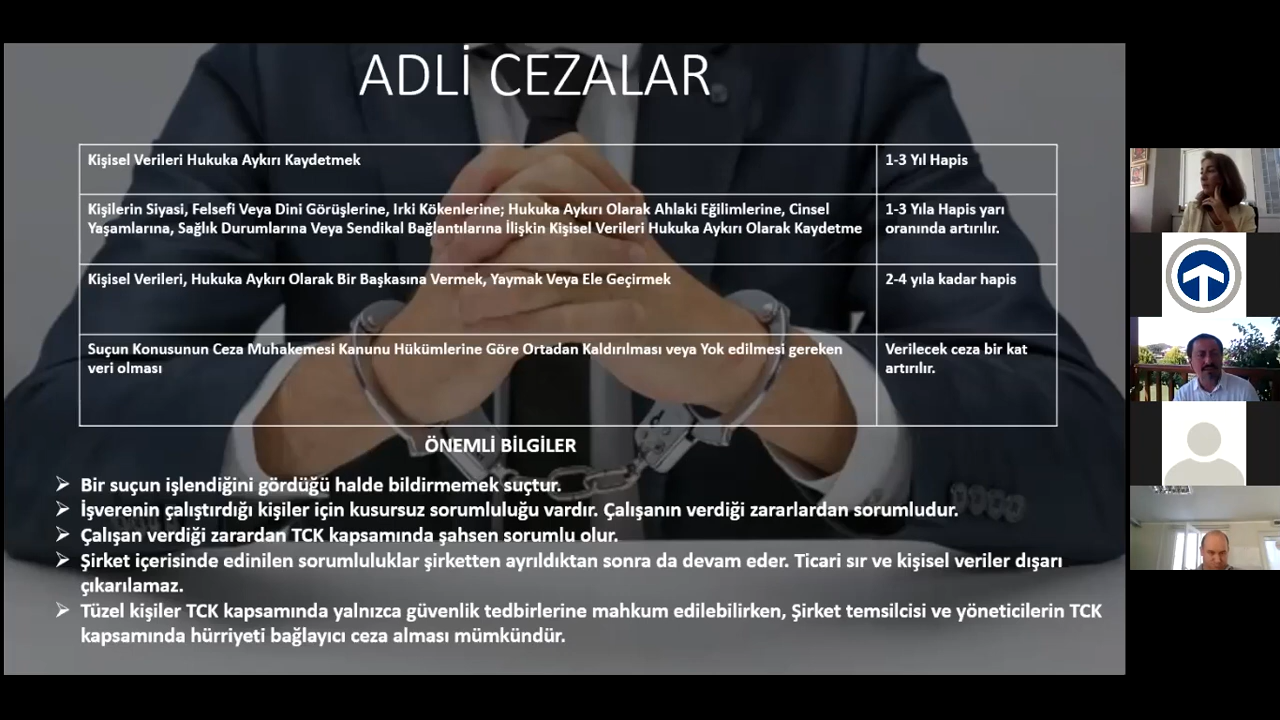 ADLİ CEZALAR
Kişisel Verileri Hukuka Aykırı Kaydetmek
1-3 Yıl Hapis
Kişilerin Siyasi, Felsefi Veya Dini Görüşlerine, Irki Kökenlerine; Hukuka Aykırı Olarak Ahlaki Eğilimlerine, Cinsel
Yaşamlarına, Sağlık Durumlarına Veya Sendikal Bağlantılarına İlişkin Kişisel Verileri Hukuka Aykırı Olarak Kaydetme
1-3 Yıla Hapis yarı
oranında artırılır.
Kişisel Verileri, Hukuka Aykırı Olarak Bir Başkasına Vermek, Yaymak Veya Ele Geçirmek
2-4 yıla kadar hapis
Suçun Konusunun Ceza Muhakemesi Kanunu Hükümlerine Göre Ortadan Kaldırılması veya Yok edilmesi gereken
veri olması
Verilecek ceza bir kat
artırılır.
ÖNEMLİ BİLGİLER
➢ Bir suçun işlendiğini gördüğü halde bildirmemek suçtur.
➢ İşverenin çalıştırdığı kişiler için kusursuz sorumluluğu vardır. Çalışanın verdiği zararlardan sorumludur.
➢ Çalışan verdiği zarardan TCK kapsamında şahsen sorumlu olur.
➢ Şirket içerisinde edinilen sorumluluklar şirketten ayrıldıktan sonra da devam eder. Ticari sır ve kişisel veriler dışarı
çıkarılamaz.
➢ Tüzel kişiler TCK kapsamında yalnızca güvenlik tedbirlerine mahkum edilebilirken, Şirket temsilcisi ve yöneticilerin TCK
kapsamında hürriyeti bağlayıcı ceza alması mümkündür.